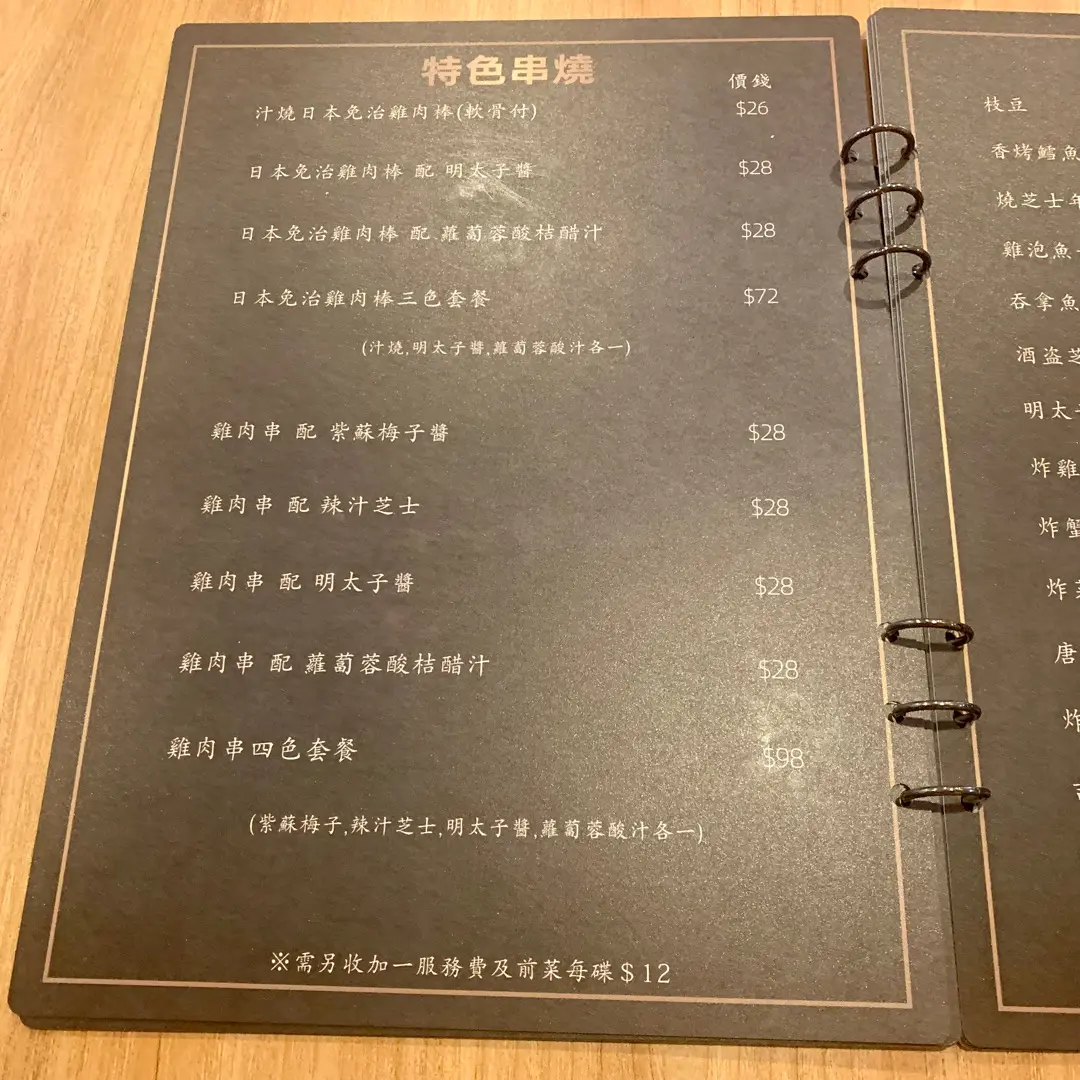 特色串燒
價錢
汁燒日本免治雞肉棒(軟骨付) $26
日本免治雞肉棒 配 明太子醬 $28
日本免治雞肉棒 配 蘿蔔蓉酸桔醋汁 $28
日本免治雞肉棒三色套餐 $72
(汁燒,明太子醬,蘿蔔蓉酸汁各一)
雞肉串 配 紫蘇梅子醬 $28
雞肉串 配 辣汁芝士 $28
雞肉串 配 明太子醬 $28
雞肉串 配 蘿蔔蓉酸桔醋汁 $28
雞肉串四色套餐 $98
(紫蘇梅子,辣汁芝士,明太子醬,蘿蔔蓉酸汁各一)
※需另收加一服務費及前菜每碟$12
枝豆
香烤鱈魚
燒芝士年
雞泡魚
吞拿魚
酒盗芝
明太
炸雞
炸蟹
炸
唐
炸